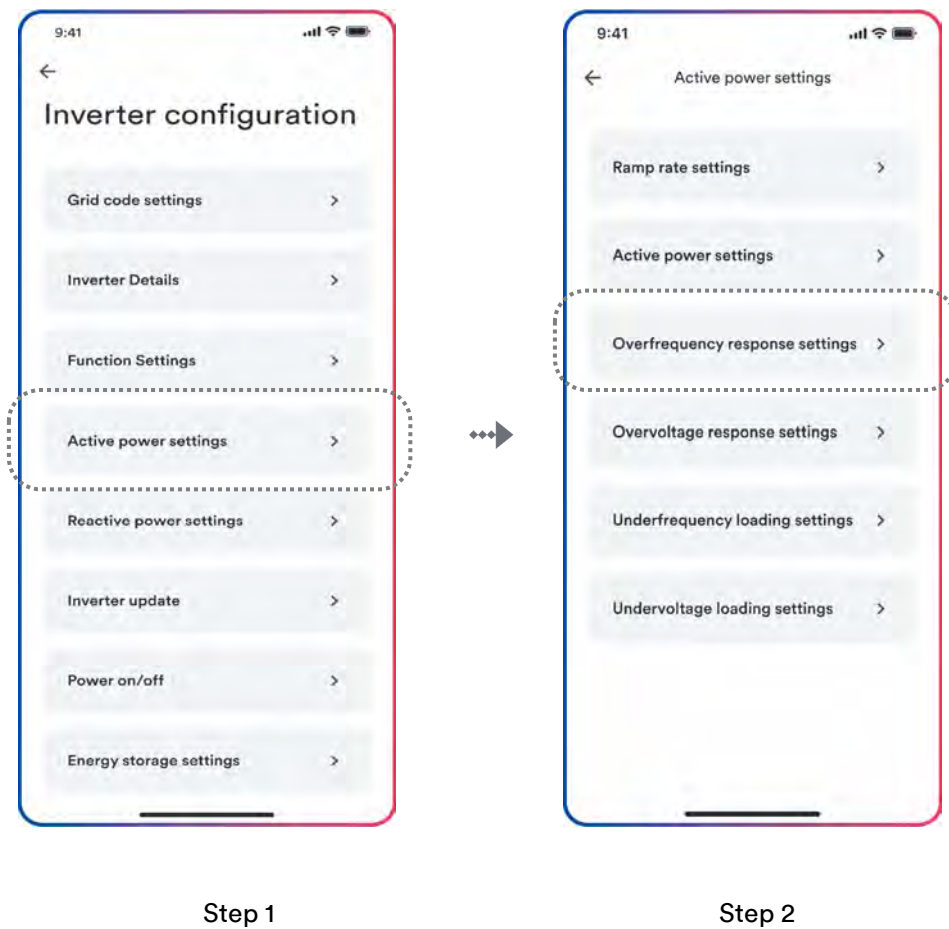 9:41
Inverter configuration
Grid code settings
Inverter Details
Function Settings
Active power settings
Reactive power settings
Inverter update
Power on/off
Energy storage settings
Step 1
9:41
Active power settings
Ramp rate settings
Active power settings
Overfrequency response settings
Overvoltage response settings
Underfrequency loading settings
Undervoltage loading settings
Step 2